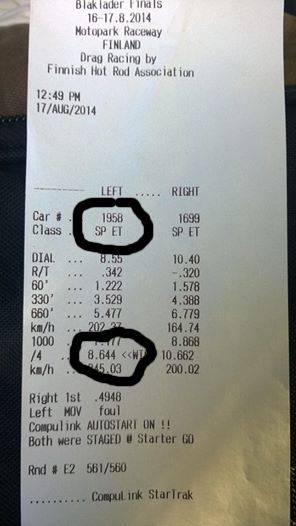 Blaklader Finals
16-17.8.2014
Motopark Raceway
FINLAND
Drag Racing by
Finnish Hot Rod Association
12:49 PM
17/AUG/2014
-------- LEFT ..... RIGHT
Car # . 1958 1699
Class . SP ET SP ET
DIAL ... 8.55 10.40
R/T ... .342 -.320
60' ... 1.222 1.578
330' ... 3.529 4.388
660' ... 5.477 6.779
km/h ... 164.74
1000 ... 8.868
/4 .. 8.644 10.662
km/h .. 200.02
Right 1st .4948
Left MOV foul
Compulink AUTOSTART ON !!
Both were STAGED @ Starter GO
Rnd # E2 561/560
.......... CompuLink StarTrak